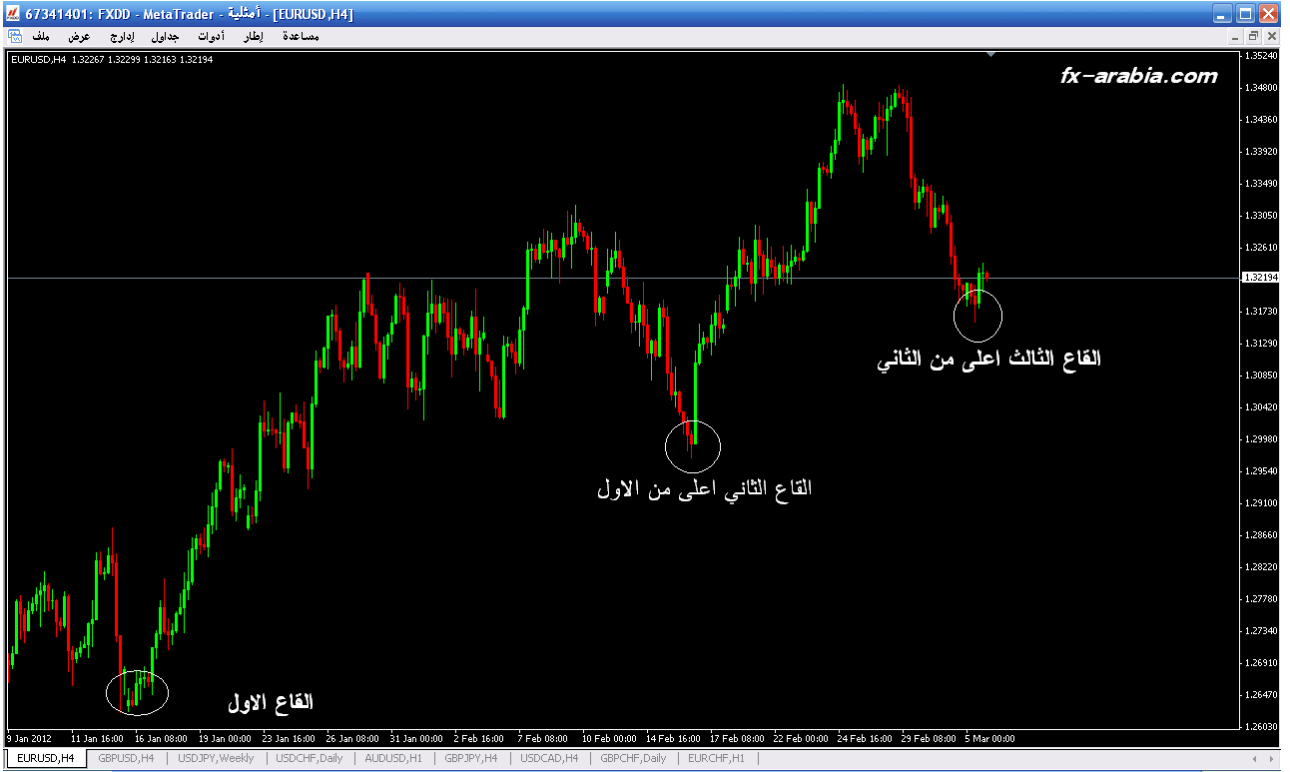 67341401: FXDD - MetaTrader - أمثلية - [EURUSD,H4]
ملف عرض إدارج جداول أدوات إطار مساعدة
EURUSD,H4 1.32267 1.32299 1.32163 1.32194
fx-arabia.com
1.35240
1.34800
1.34360
1.33920
1.33490
1.33050
1.32610
1.32194
1.31730
1.31290
1.30850
1.30420
1.29980
1.29540
1.29100
1.28660
1.28220
1.27780
1.27340
1.26910
1.26470
1.26030
القاع الثالث اعلى من الثاني
القاع الثاني اعلى من الاول
القاع الاول
9 Jan 2012 11 Jan 16:00 16 Jan 08:00 19 Jan 00:00 23 Jan 16:00 26 Jan 08:00 31 Jan 00:00 2 Feb 16:00 7 Feb 08:00 10 Feb 00:00 14 Feb 16:00 17 Feb 08:00 22 Feb 00:00 24 Feb 16:00 29 Feb 08:00 5 Mar 00:00
EURUSD,H4 GBPUSD,H4 USDJPY,Weekly USDCHF,Daily AUDUSD,H1 GBPJPY,H4 USDCAD,H4 GBPCHF,Daily EURCHF,H1